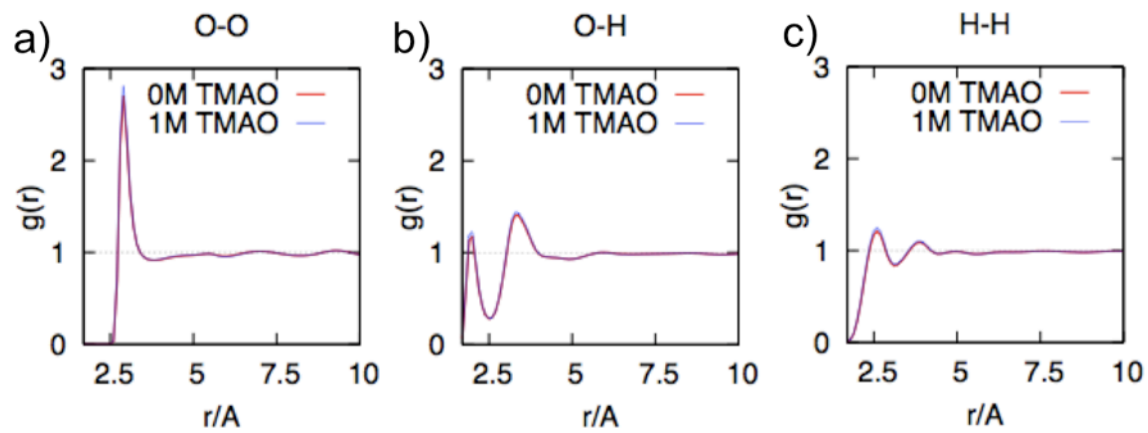 a) O-O
0M TMAO
1M TMAO
g(r)
3
2
1
0
2.5 5 7.5 10
r/A
b) O-H
0M TMAO
1M TMAO
g(r)
3
2
1
0
2.5 5 7.5 10
r/A
c) H-H
0M TMAO
1M TMAO
g(r)
3
2
1
0
2.5 5 7.5 10
r/A